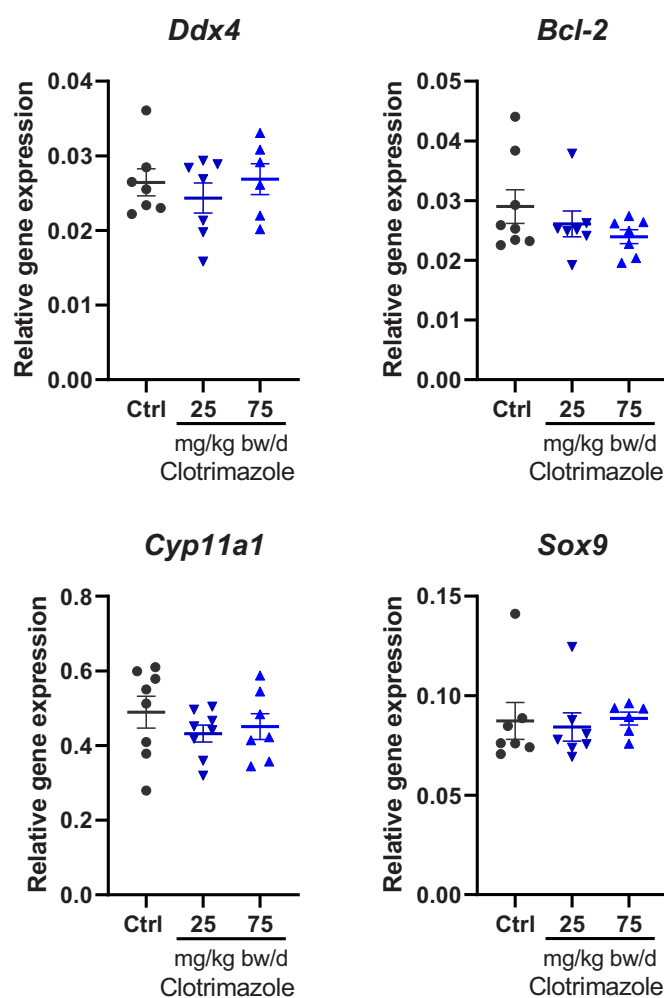 Ddx4
Relative gene expression
0.04
0.03
0.02
0.01
0.00
Ctrl 25 75
mg/kg bw/d
Clotrimazole
Bcl-2
Relative gene expression
0.05
0.04
0.03
0.02
0.01
0.00
Ctrl 25 75
mg/kg bw/d
Clotrimazole
Cyp11a1
Relative gene expression
0.8
0.6
0.4
0.2
0.0
Ctrl 25 75
mg/kg bw/d
Clotrimazole
Sox9
Relative gene expression
0.15
0.10
0.05
0.00
Ctrl 25 75
mg/kg bw/d
Clotrimazole